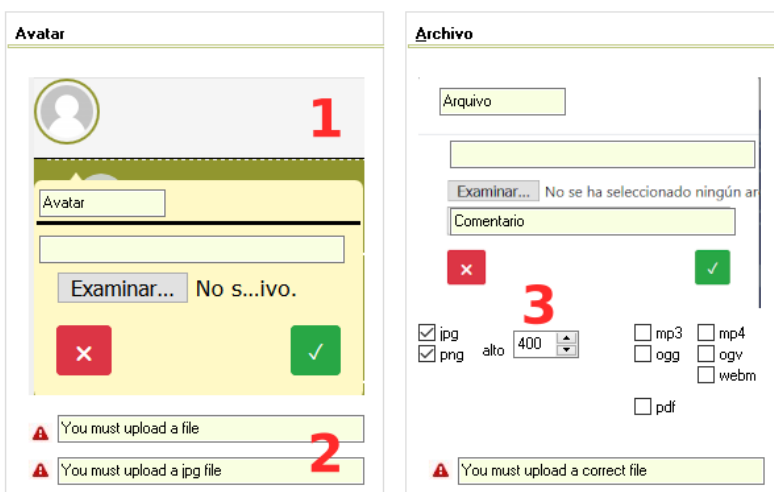 Avatar
1
Avatar
Examinar... No s...ivo.
You must upload a file
You must upload a jpg file
2
Archivo
Arquivo
Examinar... No se ha seleccionado ningún ar
Comentario
3
jpg
png
alto 400
mp3 mp4
ogg ogv
webm
pdf
You must upload a correct file